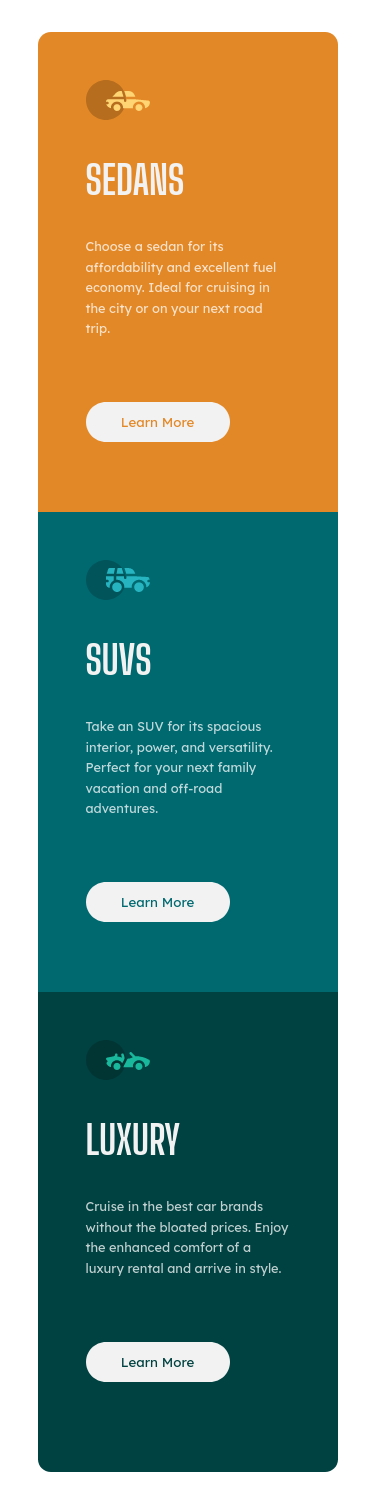 SEDANS
Choose a sedan for its
affordability and excellent fuel
economy. Ideal for cruising in
the city or on your next road
trip.
Learn More
SUVS
Take an SUV for its spacious
interior, power, and versatility.
Perfect for your next family
vacation and off-road
adventures.
Learn More
LUXURY
Cruise in the best car brands
without the bloated prices. Enjoy
the enhanced comfort of a
luxury rental and arrive in style.
Learn More